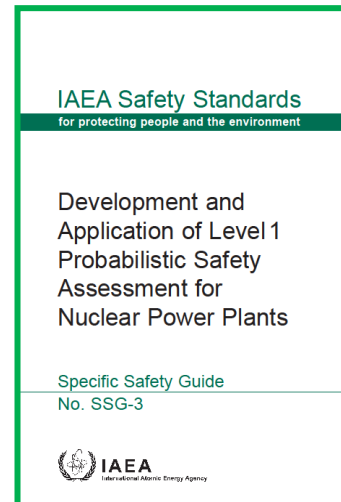 IAEA Safety Standards
for protecting people and the environment
Development and
Application of Level 1
Probabilistic Safety
Assessment for
Nuclear Power Plants
Specific Safety Guide
No. SSG-3
IAEA
International Atomic Energy Agency